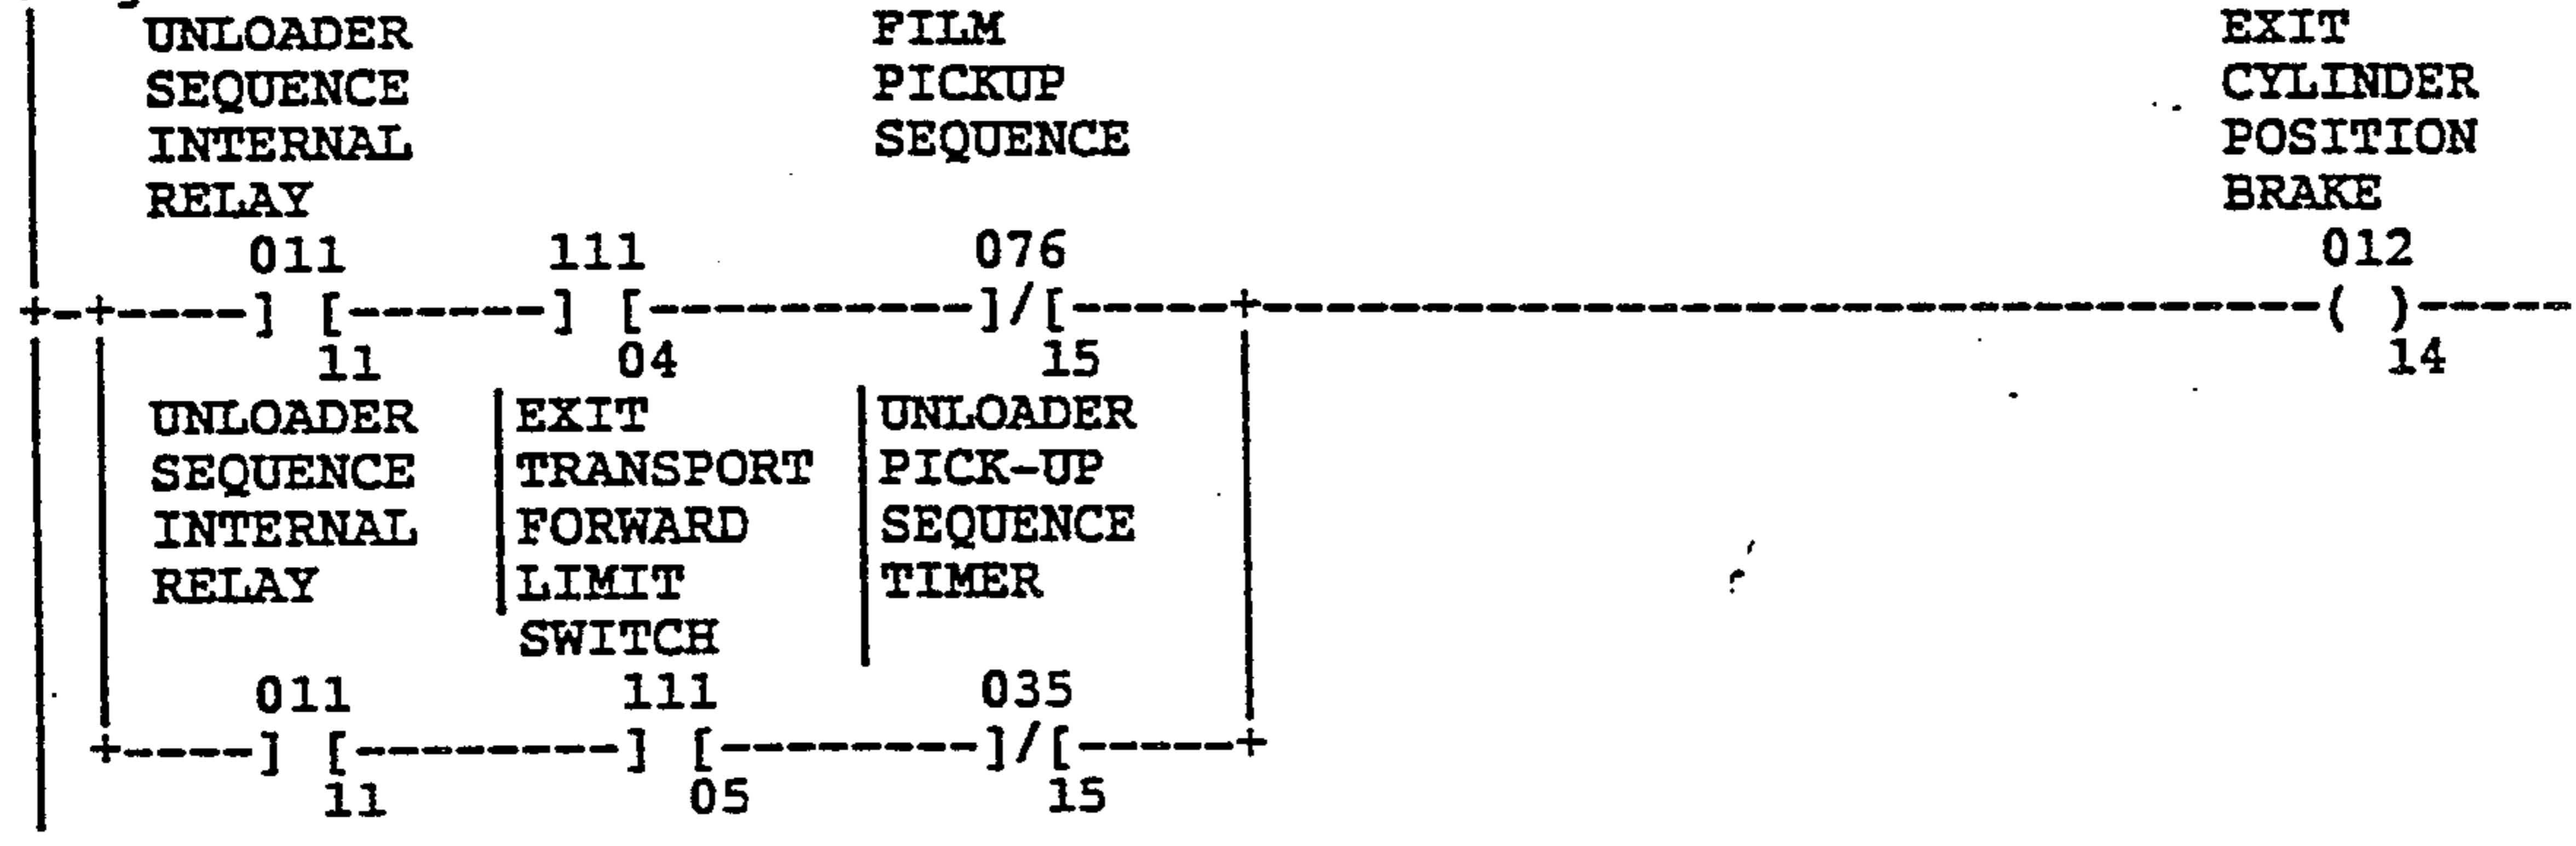 UNLOADER FILM EXIT
SEQUENCE PICKUP CYLINDER
INTERNAL SEQUENCE POSITION
RELAY BRAKE
011 111 076 012
+-+-----] [-------] [-------------]/[-----+--------------------------------( )-----
11 04 15 14
UNLOADER |EXIT |UNLOADER
SEQUENCE |TRANSPORT |PICK-UP
INTERNAL |FORWARD |SEQUENCE
RELAY |LIMIT |TIMER
SWITCH
011 111 035
+----] [---------] [---------]/[-----+
11 05 15